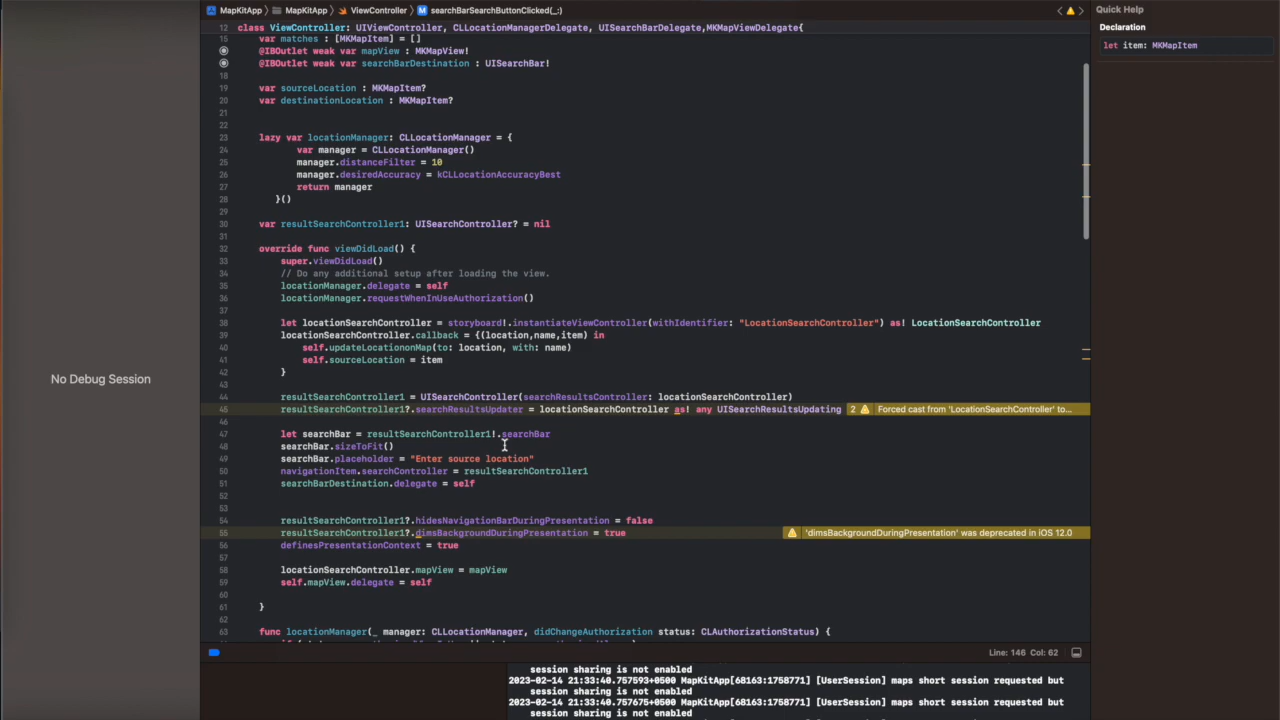 MapKitApp
MapKitApp
ViewController
M searchBarSearchButtonClicked(_:)
Quick Help
Declaration
let item: MKMapItem
No Debug Session
12 class ViewController: UIViewController, CLLocationManagerDelegate, UISearchBarDelegate,MKMapViewDelegate{
15 var matches : [MKMapItem] = []
@IBOutlet weak var mapView : MKMapView!
@IBOutlet weak var searchBarDestination : UISearchBar!
18
19 var sourceLocation : MKMapItem?
20 var destinationLocation : MKMapItem?
21
22
23 lazy var locationManager: CLLocationManager = {
24 var manager = CLLocationManager()
25 manager.distanceFilter = 10
26 manager.desiredAccuracy = kCLLocationAccuracyBest
27 return manager
28 }()
29
30 var resultSearchController1: UISearchController? = nil
31
32 override func viewDidLoad() {
33 super.viewDidLoad()
34 // Do any additional setup after loading the view.
35 locationManager.delegate = self
36 locationManager.requestWhenInUseAuthorization()
37
38 let locationSearchController = storyboard!.instantiateViewController(withIdentifier: "LocationSearchController") as! LocationSearchController
39 locationSearchController.callback = {(location,name,item) in
40 self.updateLocationonMap(to: location, with: name)
41 self.sourceLocation = item
42 }
43
44 resultSearchController1 = UISearchController(searchResultsController: locationSearchController)
45 resultSearchController1?.searchResultsUpdater = locationSearchController as! any UISearchResultsUpdating 2 Forced cast from 'LocationSearchController' to...
46
47 let searchBar = resultSearchController1!.searchBar
48 searchBar.sizeToFit()
49 searchBar.placeholder = "Enter source location"
50 navigationItem.searchController = resultSearchController1
51 searchBarDestination.delegate = self
52
53
54 resultSearchController1?.hidesNavigationBarDuringPresentation = false
55 resultSearchController1?.dimsBackgroundDuringPresentation = true 'dimsBackgroundDuringPresentation' was deprecated in iOS 12.0
56 definesPresentationContext = true
57
58 locationSearchController.mapView = mapView
59 self.mapView.delegate = self
60
61 }
62
63 func locationManager(_ manager: CLLocationManager, didChangeAuthorization status: CLAuthorizationStatus) {
Line: 146 Col: 62
session sharing is not enabled
2023-02-14 21:33:40.757593+0500 MapKitApp[68163:1758771] [UserSession] maps short session requested but
session sharing is not enabled
2023-02-14 21:33:40.757675+0500 MapKitApp[68163:1758771] [UserSession] maps short session requested but
session sharing is not enabled